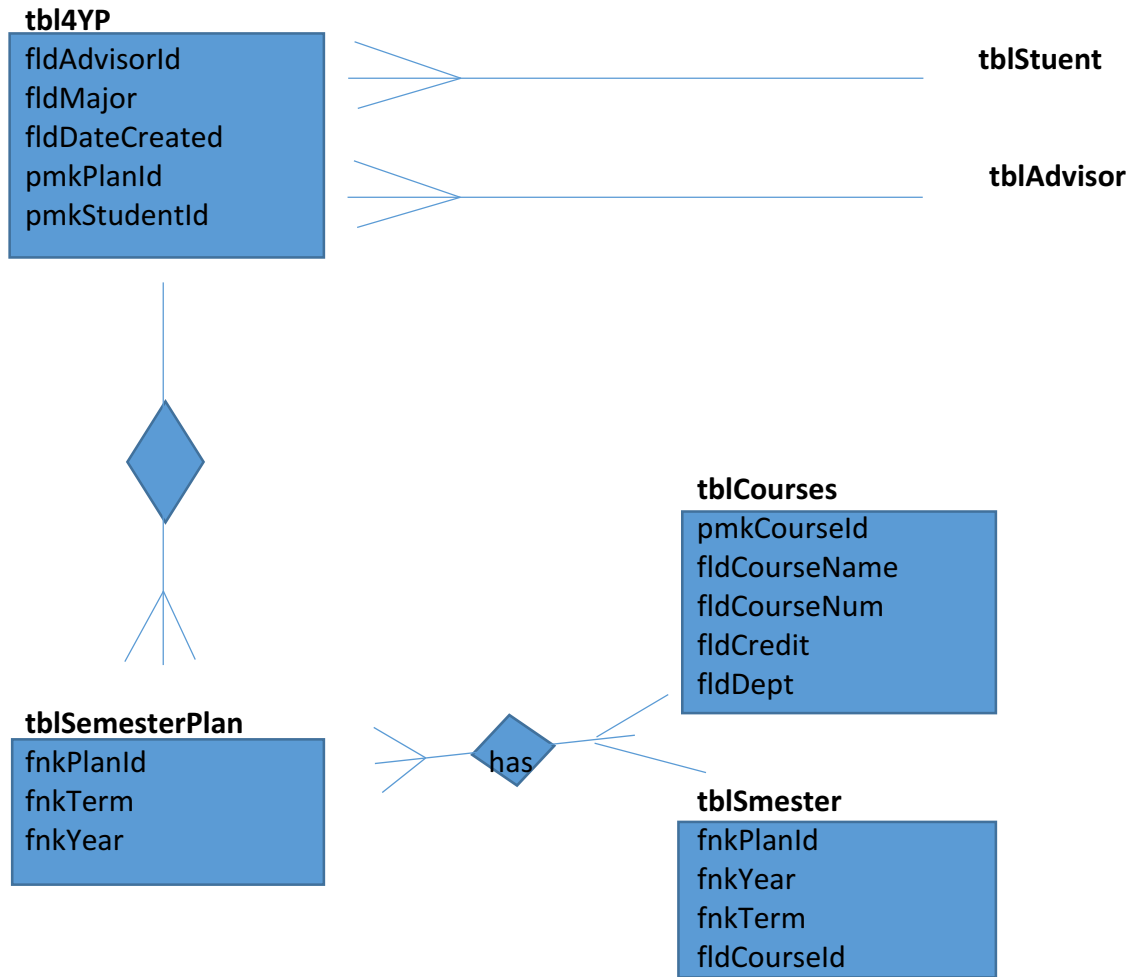 tbl4YP
fldAdvisorId
fldMajor
fldDateCreated
pmkPlanId
pmkStudentId
tblStuent
tblAdvisor
tblCourses
pmkCourseId
fldCourseName
fldCourseNum
fldCredit
fldDept
tblSemesterPlan
fnkPlanId
fnkTerm
fnkYear
has
tblSmester
fnkPlanId
fnkYear
fnkTerm
fldCourseId